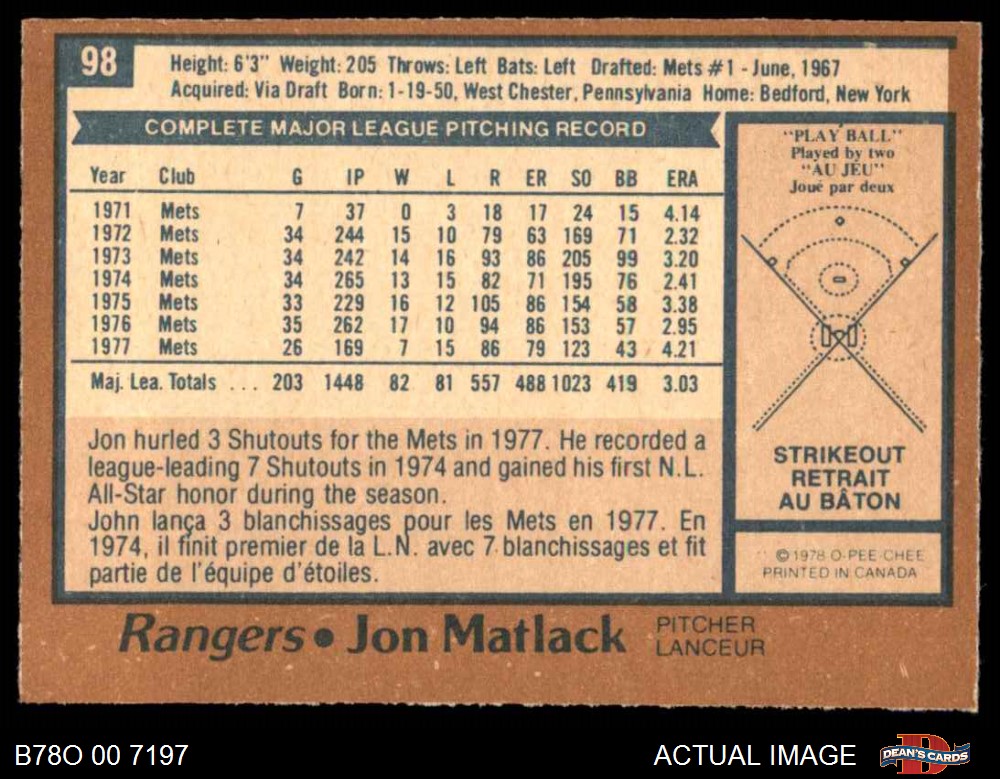 98
Height: 6'3" Weight: 205 Throws: Left Bats: Left Drafted: Mets #1 - June, 1967
Acquired: Via Draft Born: 1-19-50, West Chester, Pennsylvania Home: Bedford, New York
COMPLETE MAJOR LEAGUE PITCHING RECORD
Year Club G IP W L R ER SO BB ERA
1971 Mets 7 37 0 3 18 17 24 15 4.14
1972 Mets 34 244 15 10 79 63 169 71 2.32
1973 Mets 34 242 14 16 93 86 205 99 3.20
1974 Mets 34 265 13 15 82 71 195 76 2.41
1975 Mets 33 229 16 12 105 86 154 58 3.38
1976 Mets 35 262 17 10 94 86 153 57 2.95
1977 Mets 26 169 7 15 86 79 123 43 4.21
Maj. Lea. Totals ... 203 1448 82 81 557 488 1023 419 3.03
Jon hurled 3 Shutouts for the Mets in 1977. He recorded a
league-leading 7 Shutouts in 1974 and gained his first N.L.
All-Star honor during the season.
John lança 3 blanchissages pour les Mets en 1977. En
1974, il finit premier de la L.N. avec 7 blanchissages et fit
partie de l'équipe d'étoiles.
"PLAY BALL"
Played by two
"AU JEU"
Joué par deux
STRIKEOUT
RETRAIT
AU BÂTON
© 1978 O-PEE-CHEE
PRINTED IN CANADA
Rangers • Jon Matlack
PITCHER
LANCEUR
B78O 00 7197
ACTUAL IMAGE
DEAN'S CARDS